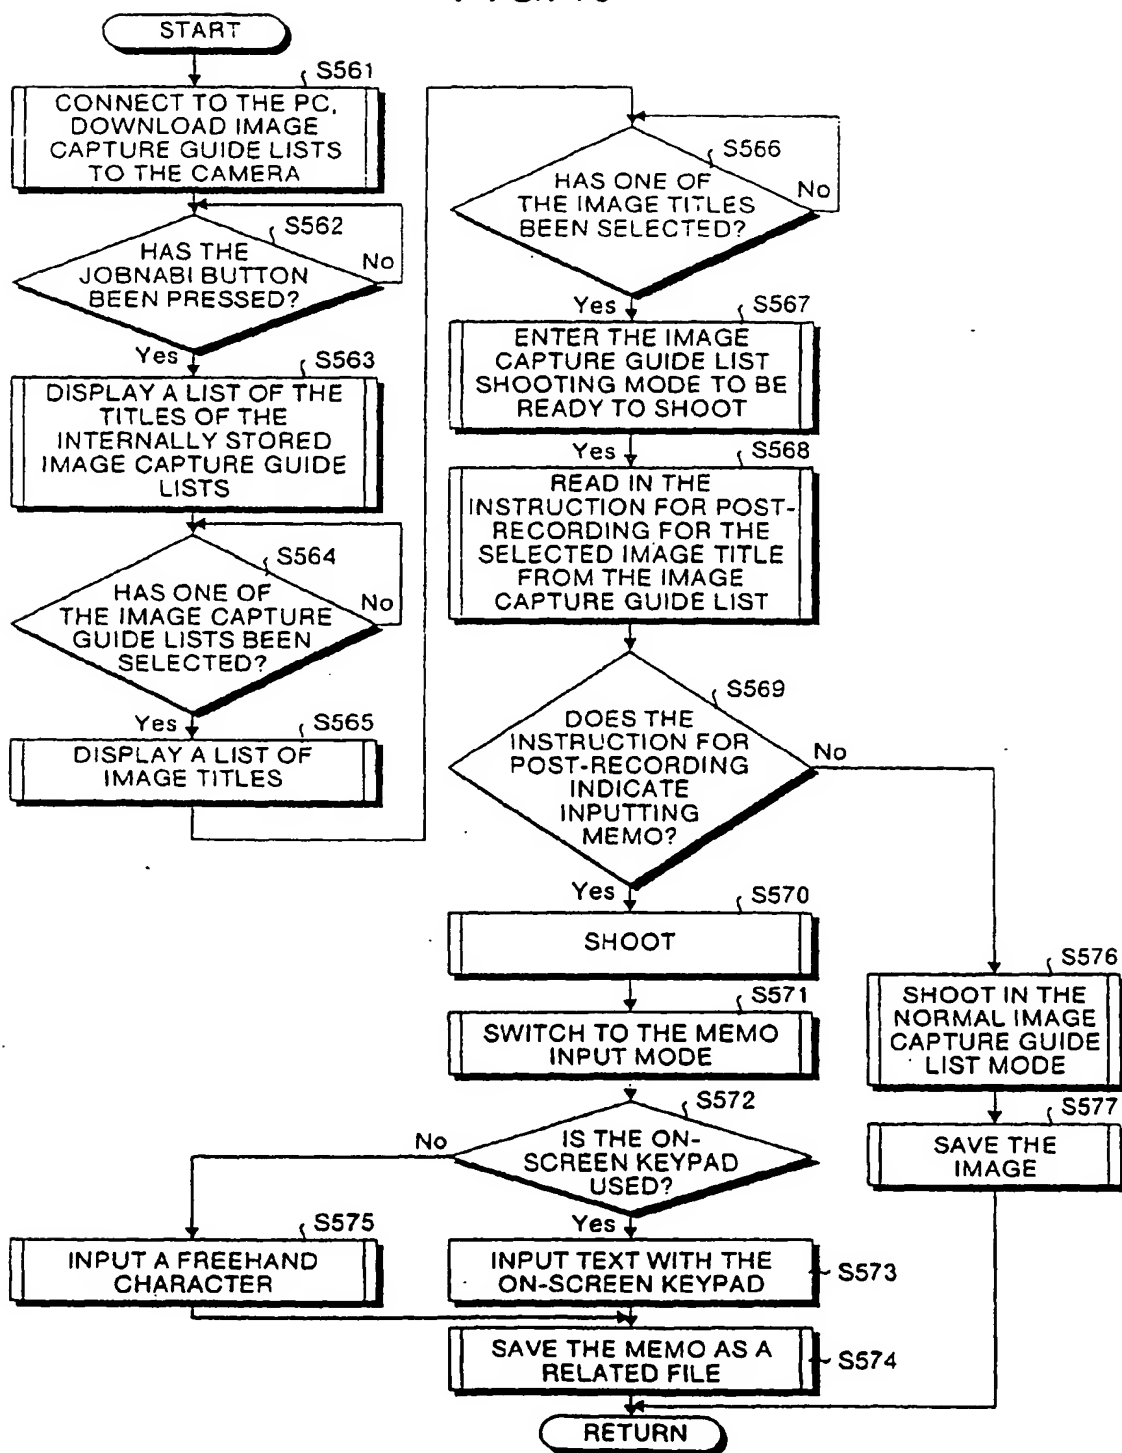 START
S561
CONNECT TO THE PC,
DOWNLOAD IMAGE
CAPTURE GUIDE LISTS
TO THE CAMERA
S562
HAS THE
JOBNABI BUTTON
BEEN PRESSED?
No
Yes
S563
DISPLAY A LIST OF THE
TITLES OF THE
INTERNALLY STORED
IMAGE CAPTURE GUIDE
LISTS
S564
HAS ONE OF
THE IMAGE CAPTURE
GUIDE LISTS BEEN
SELECTED?
No
Yes
S565
DISPLAY A LIST OF
IMAGE TITLES
S566
HAS ONE OF
THE IMAGE TITLES
BEEN SELECTED?
No
Yes
S567
ENTER THE IMAGE
CAPTURE GUIDE LIST
SHOOTING MODE TO BE
READY TO SHOOT
Yes
S568
READ IN THE
INSTRUCTION FOR POST-
RECORDING FOR THE
SELECTED IMAGE TITLE
FROM THE IMAGE
CAPTURE GUIDE LIST
S569
DOES THE
INSTRUCTION FOR
POST-RECORDING
INDICATE
INPUTTING
MEMO?
No
Yes
S570
SHOOT
S571
SWITCH TO THE MEMO
INPUT MODE
S572
IS THE ON-
SCREEN KEYPAD
USED?
No
Yes
S575
INPUT A FREEHAND
CHARACTER
INPUT TEXT WITH THE
ON-SCREEN KEYPAD
S573
SAVE THE MEMO AS A
RELATED FILE
S574
S576
SHOOT IN THE
NORMAL IMAGE
CAPTURE GUIDE
LIST MODE
S577
SAVE THE
IMAGE
RETURN